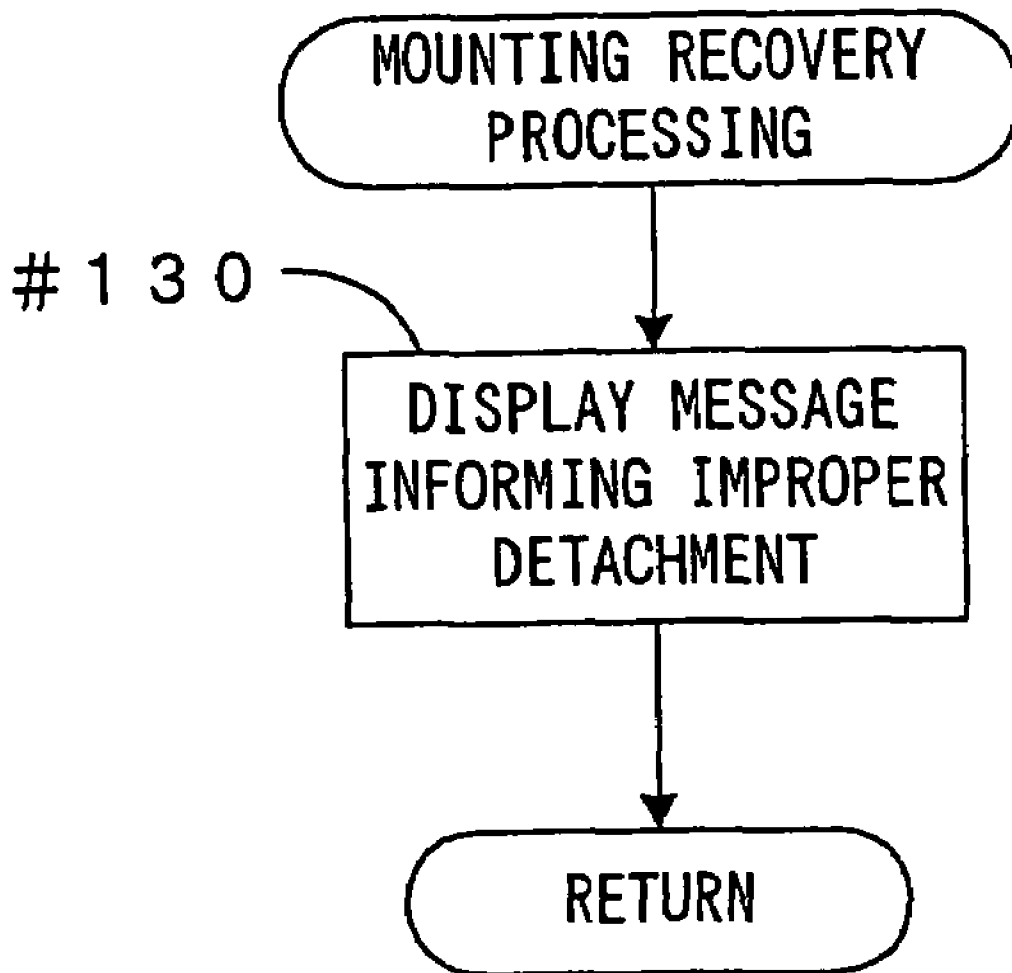 MOUNTING RECOVERY
PROCESSING
#130
DISPLAY MESSAGE
INFORMING IMPROPER
DETACHMENT
RETURN